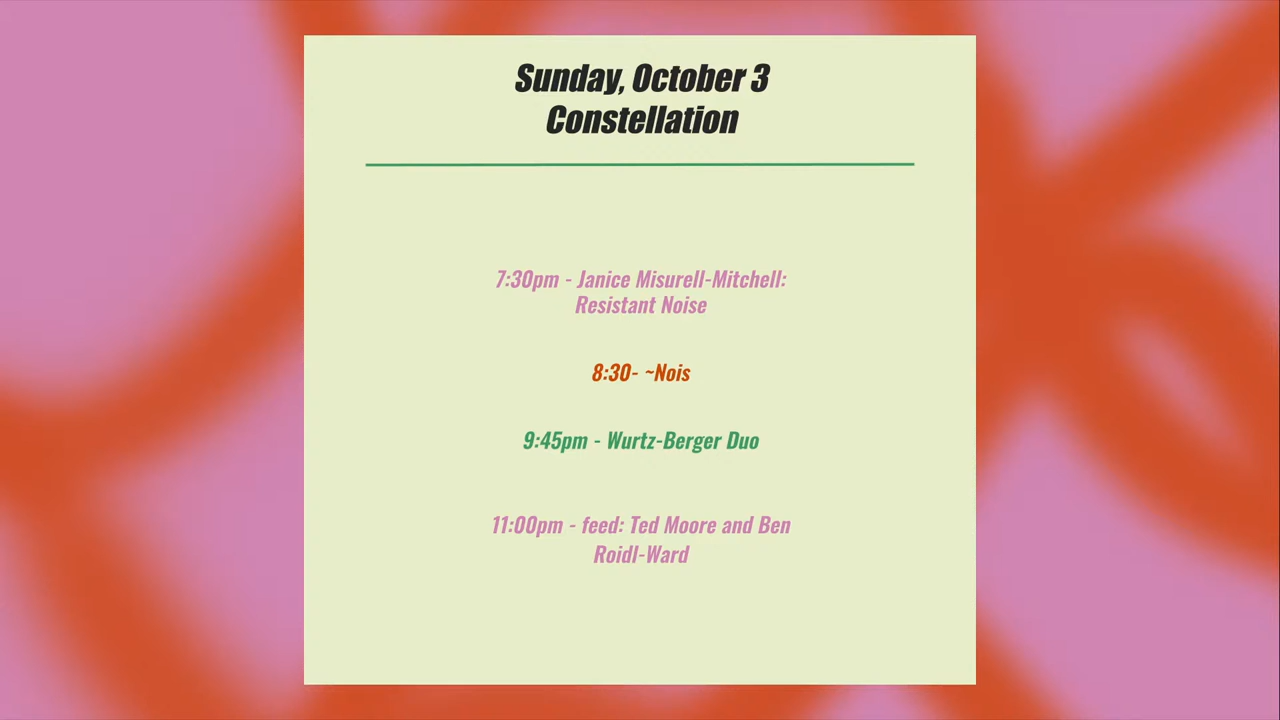 Sunday, October 3
Constellation
7:30pm - Janice Misurell-Mitchell:
Resistant Noise
8:30- ~Nois
9:45pm - Wurtz-Berger Duo
11:00pm - feed: Ted Moore and Ben
Roidl-Ward